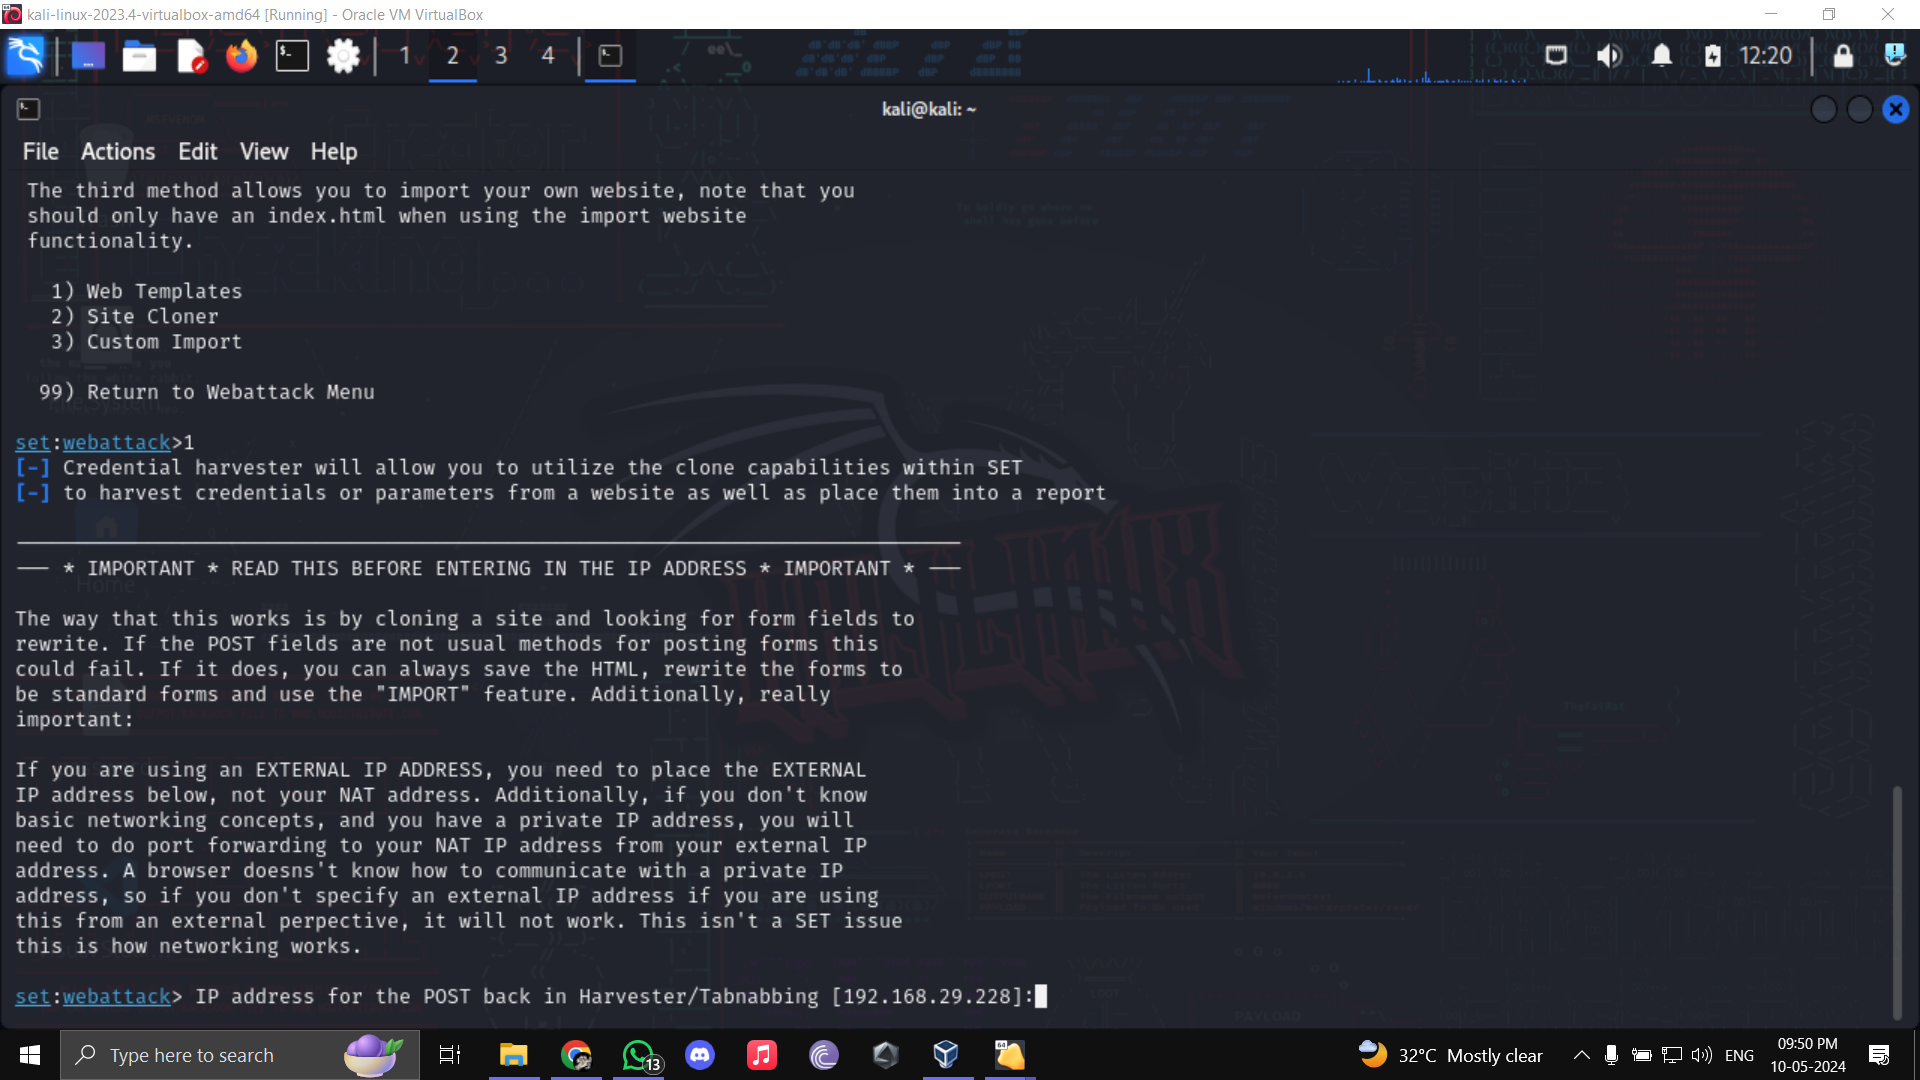 kali-linux-2023.4-virtualbox-amd64 [Running] - Oracle VM VirtualBox
1 2 3 4 12:20
kali@kali: ~
File Actions Edit View Help
The third method allows you to import your own website, note that you
should only have an index.html when using the import website
functionality.
1) Web Templates
2) Site Cloner
3) Custom Import
99) Return to Webattack Menu
set:webattack>1
[-] Credential harvester will allow you to utilize the clone capabilities within SET
[-] to harvest credentials or parameters from a website as well as place them into a report
--- * IMPORTANT * READ THIS BEFORE ENTERING IN THE IP ADDRESS * IMPORTANT * ---
The way that this works is by cloning a site and looking for form fields to
rewrite. If the POST fields are not usual methods for posting forms this
could fail. If it does, you can always save the HTML, rewrite the forms to
be standard forms and use the "IMPORT" feature. Additionally, really
important:
If you are using an EXTERNAL IP ADDRESS, you need to place the EXTERNAL
IP address below, not your NAT address. Additionally, if you don't know
basic networking concepts, and you have a private IP address, you will
need to do port forwarding to your NAT IP address from your external IP
address. A browser doesns't know how to communicate with a private IP
address, so if you don't specify an external IP address if you are using
this from an external perpective, it will not work. This isn't a SET issue
this is how networking works.
set:webattack> IP address for the POST back in Harvester/Tabnabbing [192.168.29.228]:
Type here to search
13
64
32°C Mostly clear
ENG
09:50 PM
10-05-2024